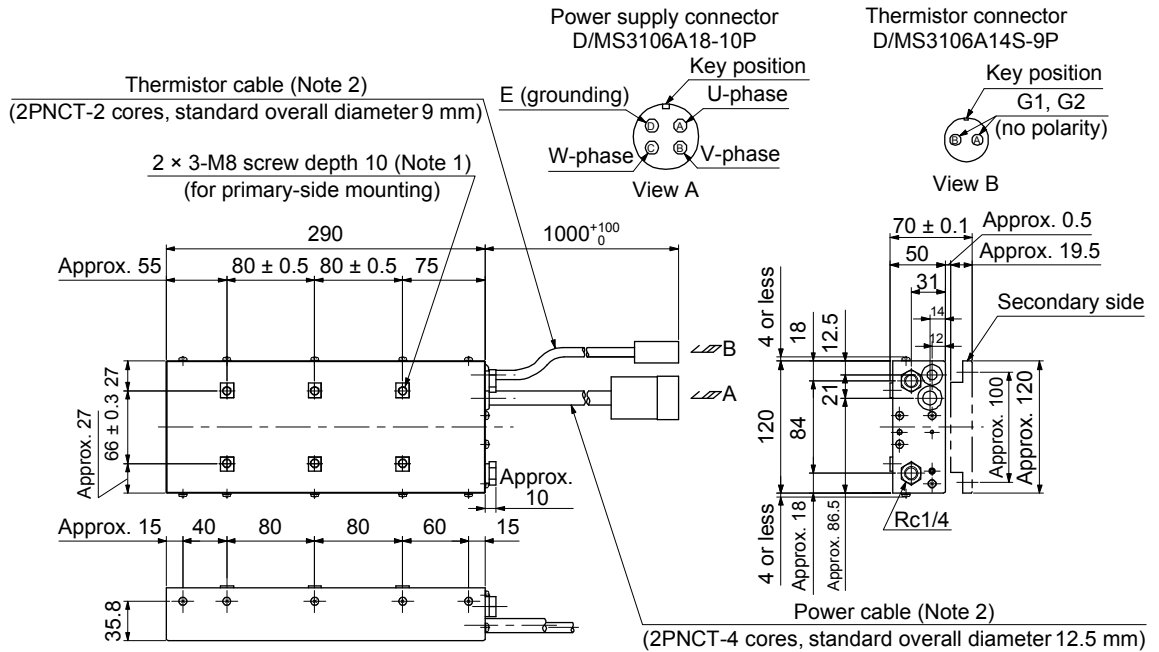 Power supply connector
D/MS3106A18-10P
Thermistor connector
D/MS3106A14S-9P
Key position
E (grounding)
U-phase
D
A
C
B
W-phase
V-phase
View A
Key position
G1, G2
(no polarity)
B
A
View B
Thermistor cable (Note 2)
(2PNCT-2 cores, standard overall diameter 9 mm)
2 × 3-M8 screw depth 10 (Note 1)
(for primary-side mounting)
290
1000 +100 0
Approx. 55
80 ± 0.5
80 ± 0.5
75
27
66 ± 0.3
Approx. 27
B
A
Approx.
10
Approx. 15
40
80
80
60
15
35.8
70 ± 0.1
Approx. 0.5
50
Approx. 19.5
31
Secondary side
14
12
4 or less
18
12.5
120
84
21
Approx. 100
Approx. 120
Rc1/4
4 or less
Approx. 18
Approx. 86.5
Power cable (Note 2)
(2PNCT-4 cores, standard overall diameter 12.5 mm)